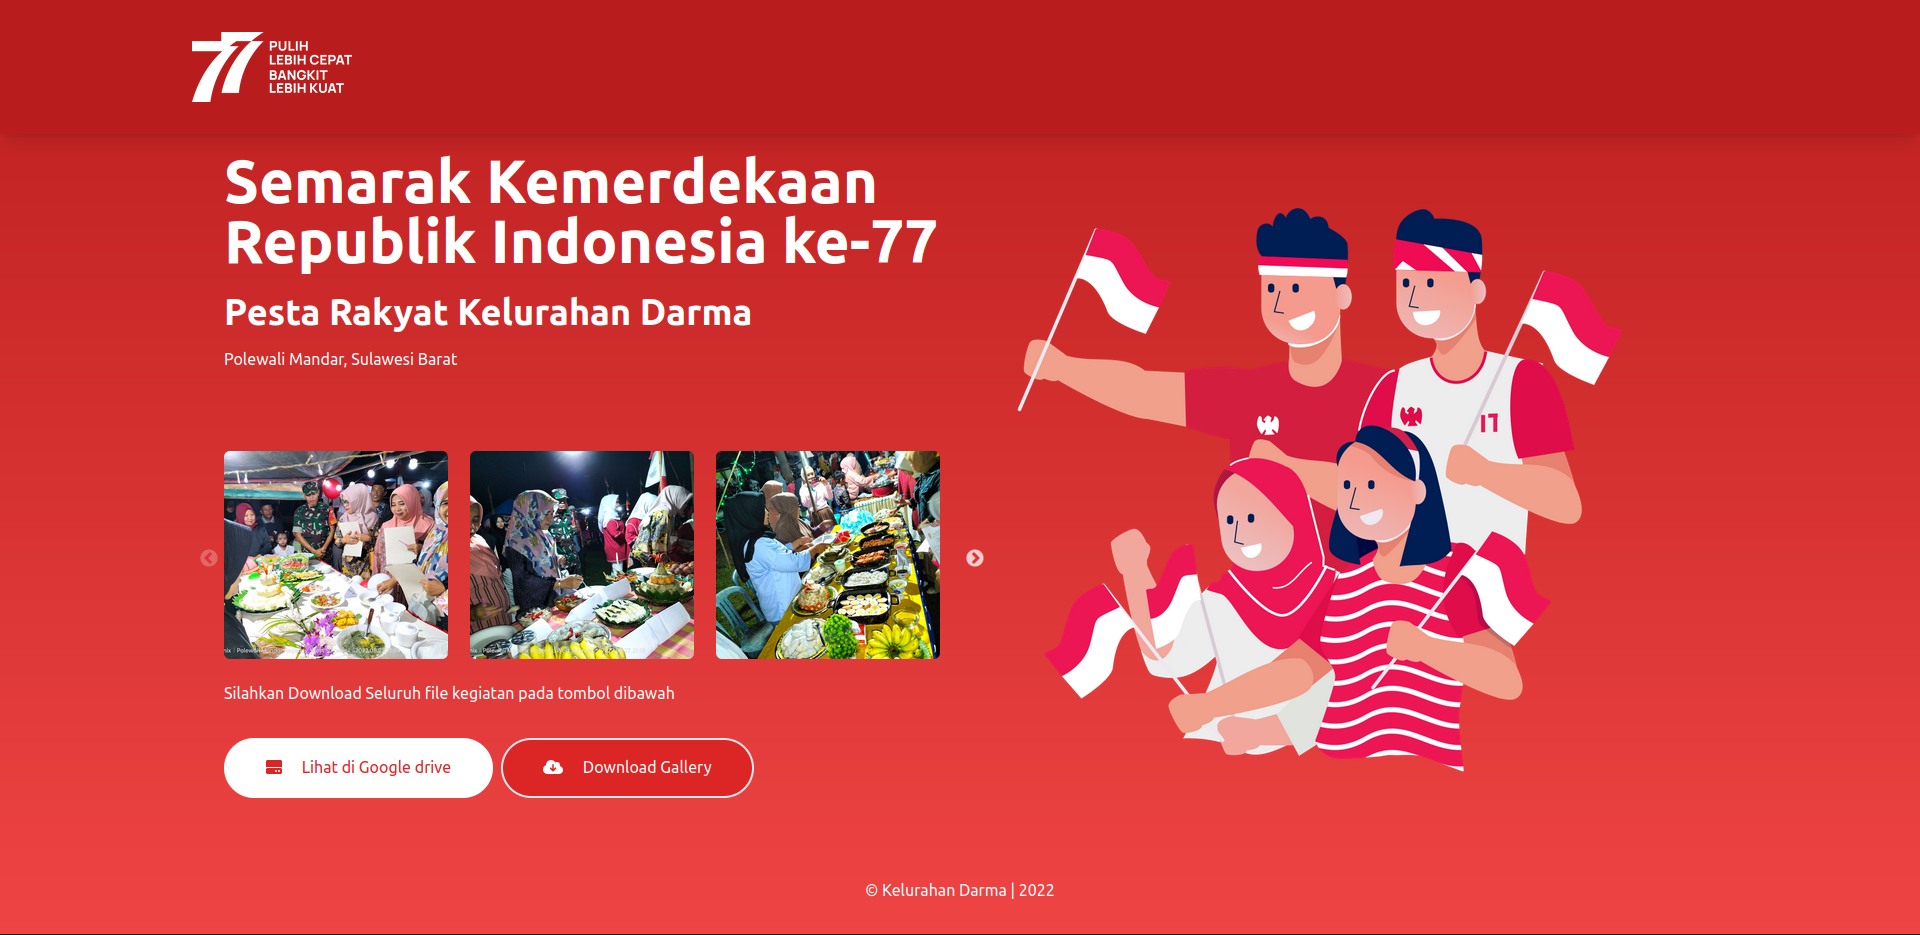 77
PULIH
LEBIH CEPAT
BANGKIT
LEBIH KUAT
Semarak Kemerdekaan
Republik Indonesia ke-77
Pesta Rakyat Kelurahan Darma
Polewali Mandar, Sulawesi Barat
17
Silahkan Download Seluruh file kegiatan pada tombol dibawah
Lihat di Google drive
Download Gallery
© Kelurahan Darma | 2022